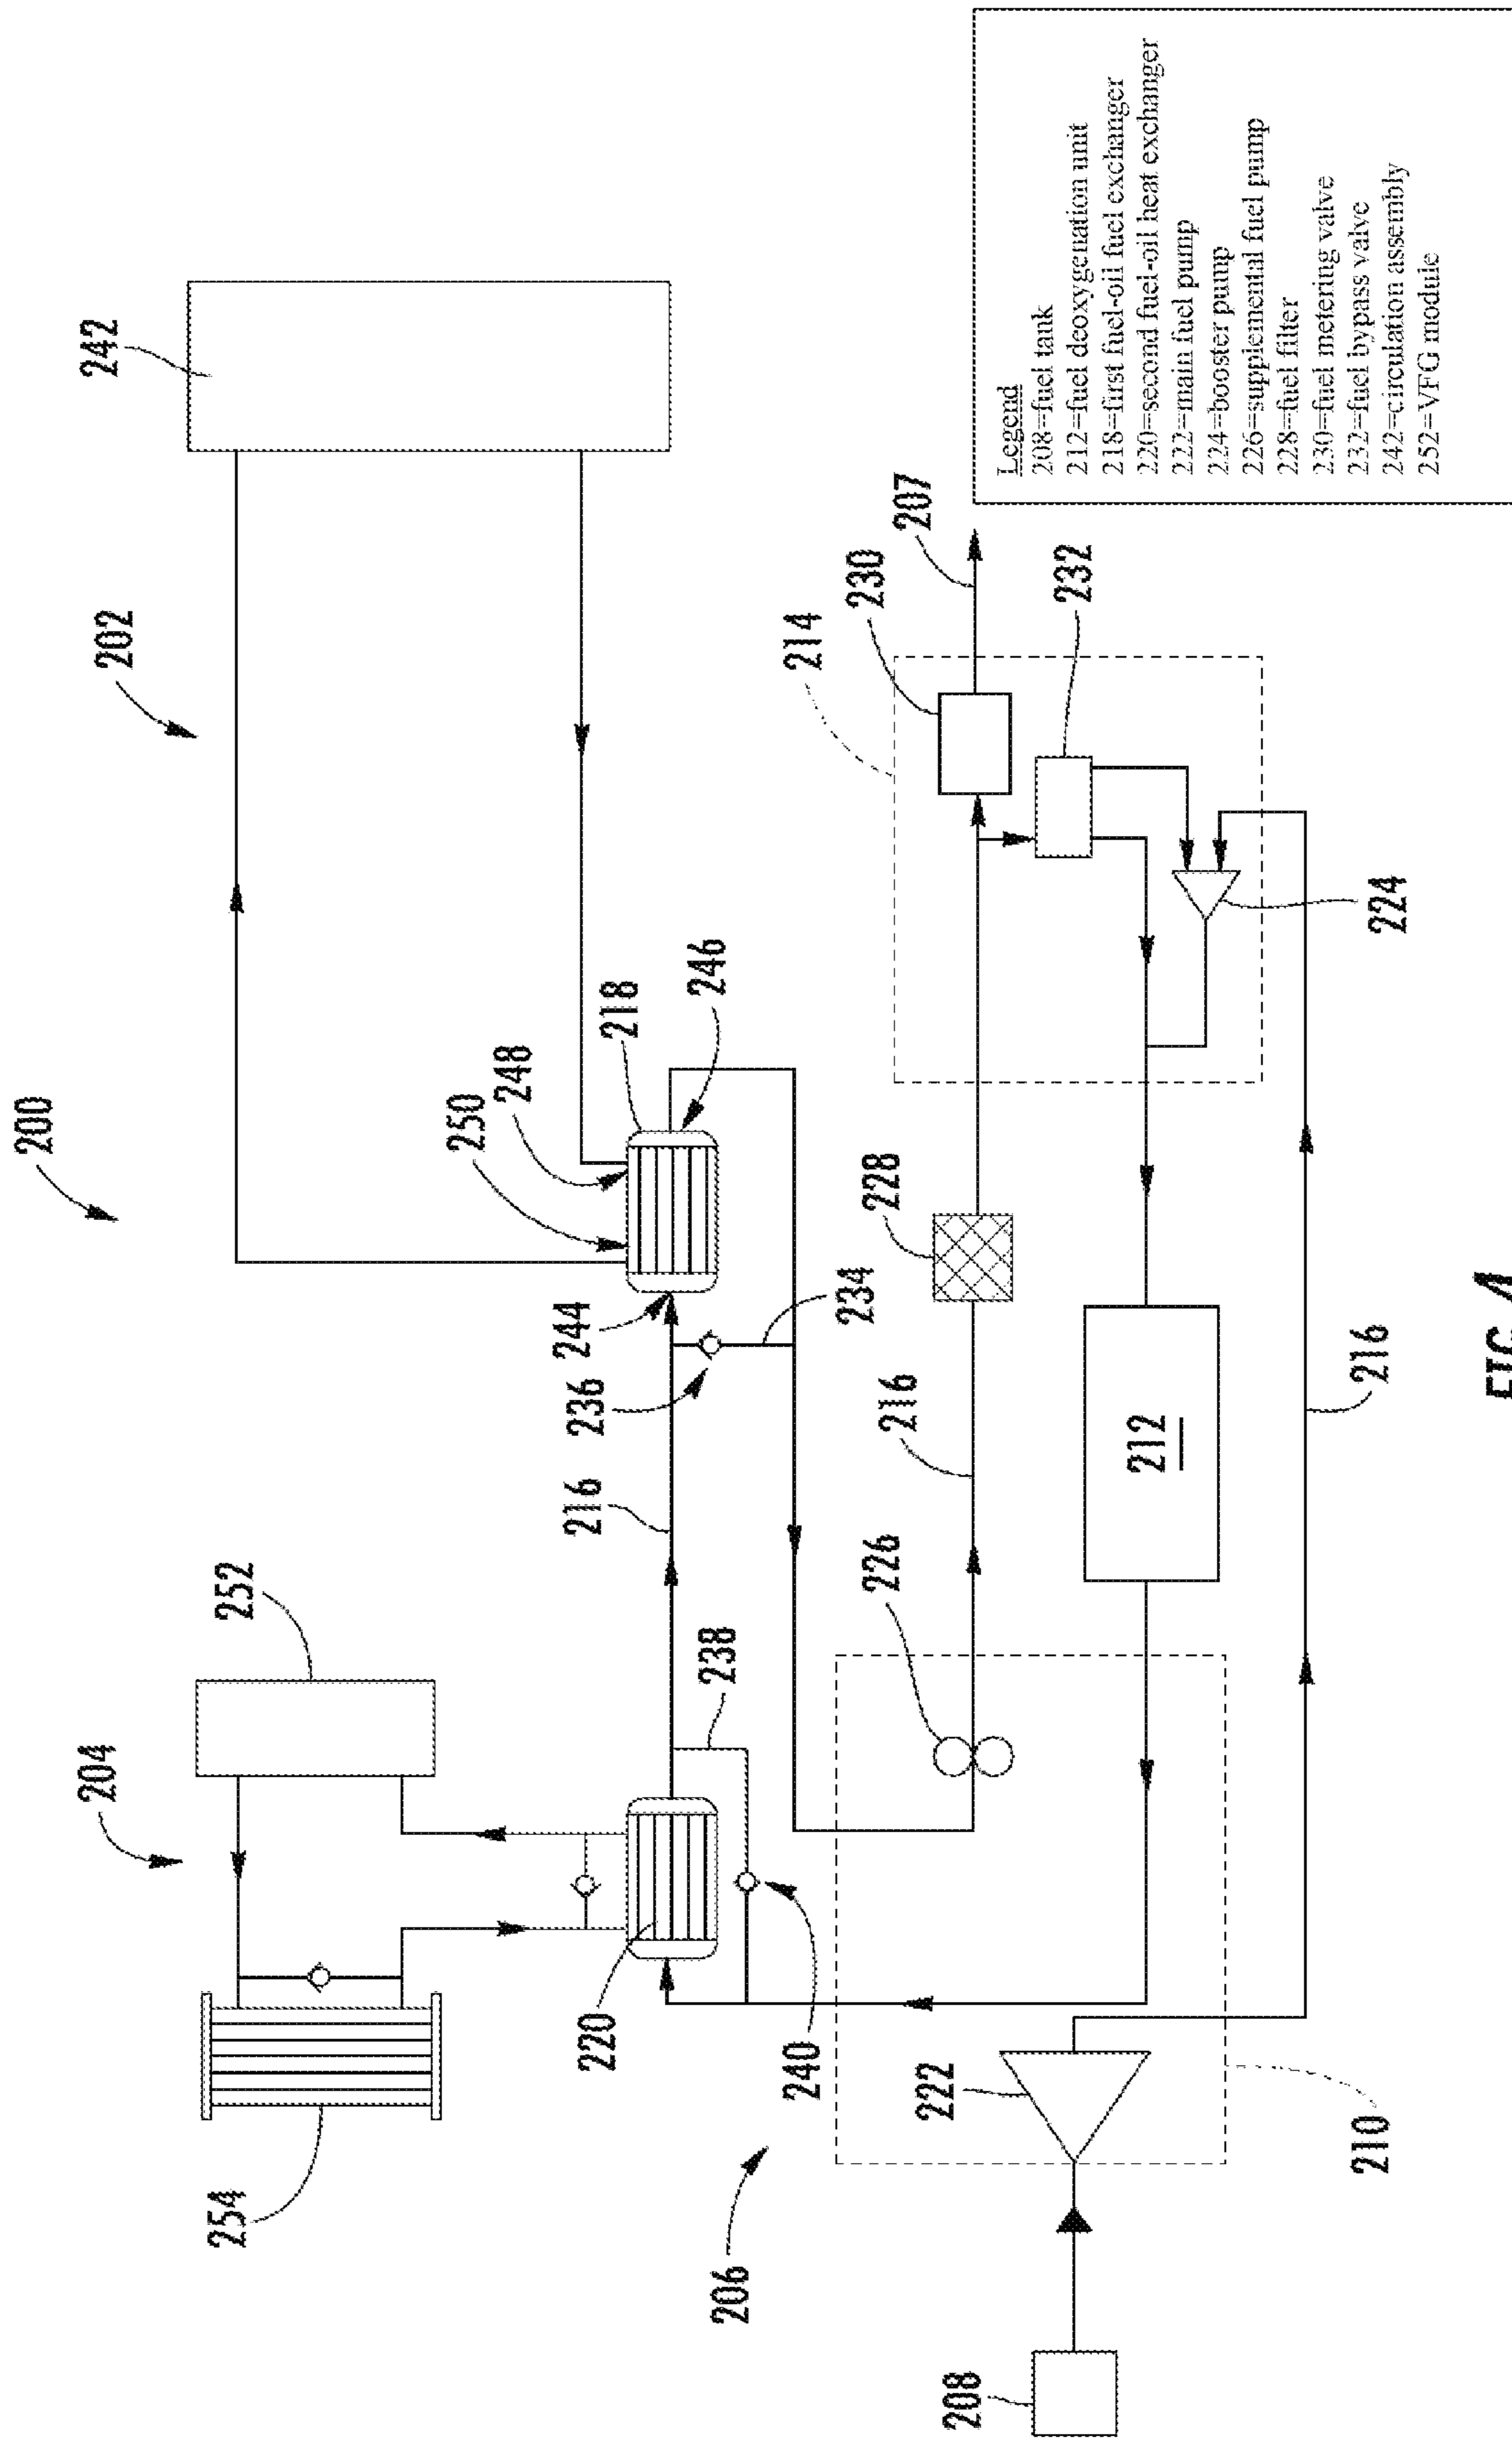 200
204
202
242
254
252
250
248
244
236
216
220
218
246
238
206
240
214
234
230
226
228
216
207
222
208
232
212
210
216
224
Legend
208=fuel tank
212=fuel deoxygenation unit
218=first fuel-oil fuel exchanger
220=second fuel-oil heat exchanger
222=main fuel pump
224=booster pump
226=supplemental fuel pump
228=fuel filter
230=fuel metering valve
232=fuel bypass valve
242=circulation assembly
252=VFG module
FIG. 4